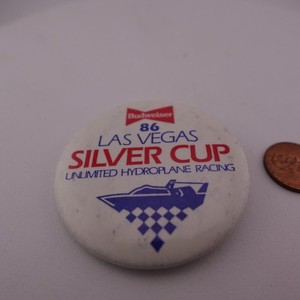 Budweiser
86
LAS VEGAS
SILVER CUP
UNLIMITED HYDROPLANE RACING